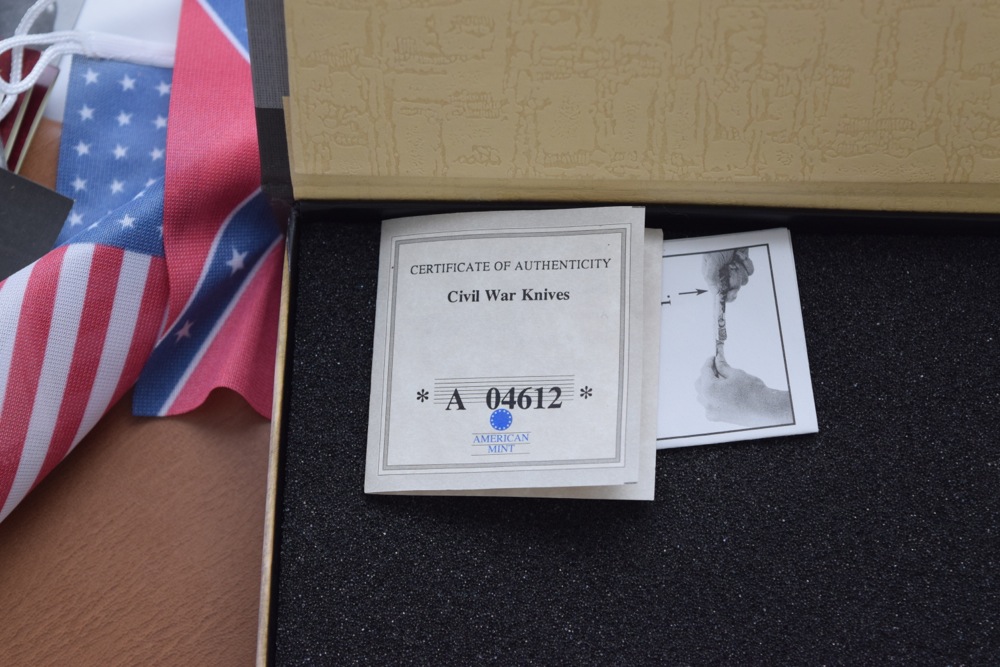 CERTIFICATE OF AUTHENTICITY
Civil War Knives
* A 04612 *
AMERICAN
MINT